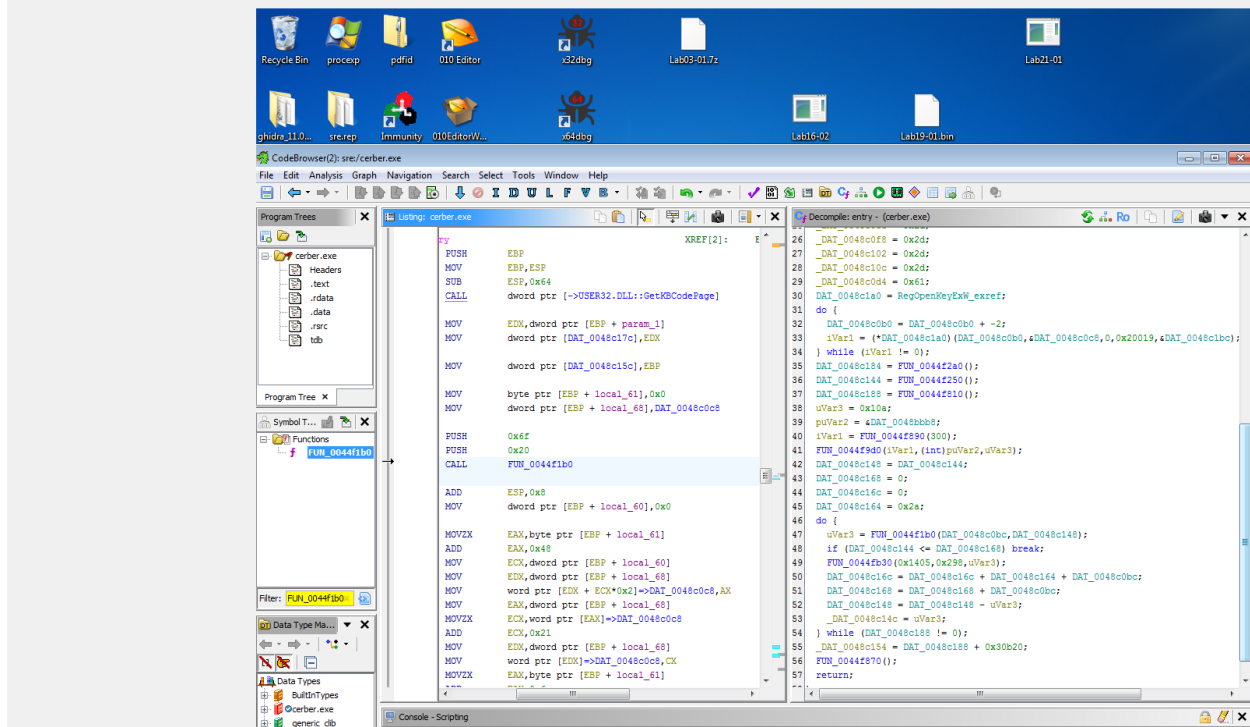 Recycle Bin
procexp
pdfid
010 Editor
x32dbg
Lab03-01.7z
Lab21-01
ghidra_11.0...
sre.rep
Immunity
010EditorW...
x64dbg
Lab16-02
Lab19-01.bin
CodeBrowser(2): sre:/cerber.exe
File Edit Analysis Graph Navigation Search Select Tools Window Help
I D U L F V B
Program Trees
cerber.exe
Headers
.text
.rdata
.data
.rsrc
tdb
Program Tree
Symbol T...
Functions
f FUN_0044f1b0
Filter: FUN_0044f1b0
Data Type Ma...
Data Types
BuiltInTypes
cerber.exe
generic_clib
Listing: cerber.exe
ry XREF[2]: E
PUSH EBP
MOV EBP,ESP
SUB ESP,0x64
CALL dword ptr [->USER32.DLL::GetKBCodePage]
MOV EDX,dword ptr [EBP + param_1]
MOV dword ptr [DAT_0048c17c],EDX
MOV dword ptr [DAT_0048c15c],EBP
MOV byte ptr [EBP + local_61],0x0
MOV dword ptr [EBP + local_68],DAT_0048c0c8
PUSH 0x6f
PUSH 0x20
CALL FUN_0044f1b0
ADD ESP,0x8
MOV dword ptr [EBP + local_60],0x0
MOVZX EAX,byte ptr [EBP + local_61]
ADD EAX,0x48
MOV ECX,dword ptr [EBP + local_60]
MOV EDX,dword ptr [EBP + local_68]
MOV word ptr [EDX + ECX*0x2]=>DAT_0048c0c8,AX
MOV EAX,dword ptr [EBP + local_68]
MOVZX ECX,word ptr [EAX]=>DAT_0048c0c8
ADD ECX,0x21
MOV EDX,dword ptr [EBP + local_68]
MOV word ptr [EDX]=>DAT_0048c0c8,CX
MOVZX EAX,byte ptr [EBP + local_61]
Decompile: entry - (cerber.exe)
Ro
26 _DAT_0048c0f8 = 0x2d;
27 _DAT_0048c102 = 0x2d;
28 _DAT_0048c10c = 0x2d;
29 _DAT_0048c0d4 = 0x61;
30 DAT_0048c1a0 = RegOpenKeyExW_exref;
31 do {
32 DAT_0048c0b0 = DAT_0048c0b0 + -2;
33 iVar1 = (*DAT_0048c1a0)(DAT_0048c0b0,&DAT_0048c0c8,0,0x20019,&DAT_0048c1bc);
34 } while (iVar1 != 0);
35 DAT_0048c184 = FUN_0044f2a0();
36 DAT_0048c144 = FUN_0044f250();
37 DAT_0048c188 = FUN_0044f810();
38 uVar3 = 0x10a;
39 puVar2 = &DAT_0048bbb8;
40 iVar1 = FUN_0044f890(300);
41 FUN_0044f9d0(iVar1,(int)puVar2,uVar3);
42 DAT_0048c148 = DAT_0048c144;
43 DAT_0048c168 = 0;
44 DAT_0048c16c = 0;
45 DAT_0048c164 = 0x2a;
46 do {
47 uVar3 = FUN_0044f1b0(DAT_0048c0bc,DAT_0048c148);
48 if (DAT_0048c144 <= DAT_0048c168) break;
49 FUN_0044fb30(0x1405,0x298,uVar3);
50 DAT_0048c16c = DAT_0048c16c + DAT_0048c164 + DAT_0048c0bc;
51 DAT_0048c168 = DAT_0048c168 + DAT_0048c0bc;
52 DAT_0048c148 = DAT_0048c148 - uVar3;
53 _DAT_0048c14c = uVar3;
54 } while (DAT_0048c188 != 0);
55 _DAT_0048c154 = DAT_0048c188 + 0x30b20;
56 FUN_0044f870();
57 return;
Console - Scripting